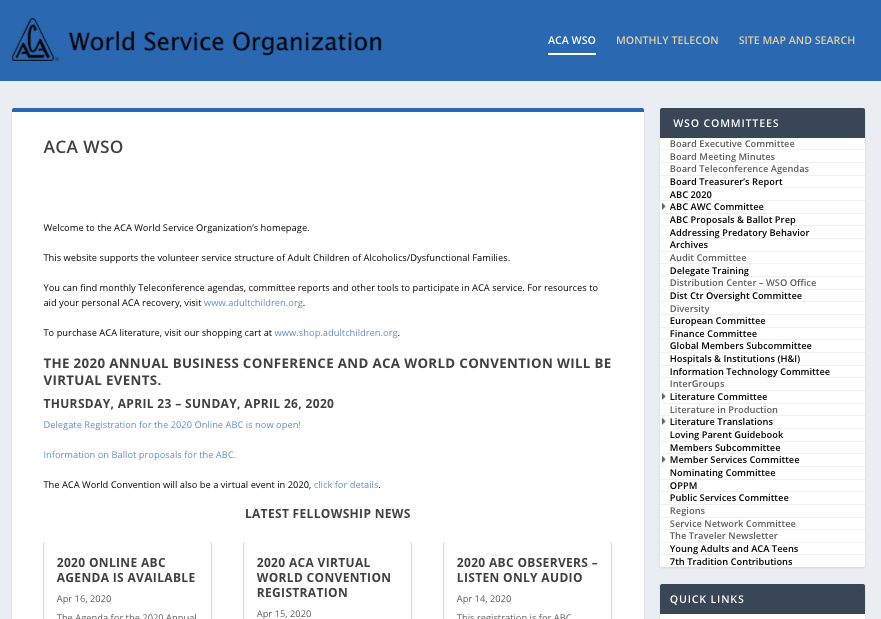 ACA
World Service Organization
ACA WSO
MONTHLY TELECON
SITE MAP AND SEARCH
ACA WSO
Welcome to the ACA World Service Organization's homepage.
This website supports the volunteer service structure of Adult Children of Alcoholics/Dysfunctional Families.
You can find monthly Teleconference agendas, committee reports and other tools to participate in ACA service. For resources to
aid your personal ACA recovery, visit www.adultchildren.org.
To purchase ACA literature, visit our shopping cart at www.shop.adultchildren.org.
THE 2020 ANNUAL BUSINESS CONFERENCE AND ACA WORLD CONVENTION WILL BE
VIRTUAL EVENTS.
THURSDAY, APRIL 23 – SUNDAY, APRIL 26, 2020
Delegate Registration for the 2020 Online ABC is now open!
Information on Ballot proposals for the ABC.
The ACA World Convention will also be a virtual event in 2020, click for details.
LATEST FELLOWSHIP NEWS
2020 ONLINE ABC
AGENDA IS AVAILABLE
Apr 16, 2020
The Agenda for the 2020 Annual
2020 ACA VIRTUAL
WORLD CONVENTION
REGISTRATION
Apr 15, 2020
2020 ABC OBSERVERS –
LISTEN ONLY AUDIO
Apr 14, 2020
This registration is for ABC
WSO COMMITTEES
Board Executive Committee
Board Meeting Minutes
Board Teleconference Agendas
Board Treasurer's Report
ABC 2020
ABC AWC Committee
ABC Proposals & Ballot Prep
Addressing Predatory Behavior
Archives
Audit Committee
Delegate Training
Distribution Center – WSO Office
Dist Ctr Oversight Committee
Diversity
European Committee
Finance Committee
Global Members Subcommittee
Hospitals & Institutions (H&I)
Information Technology Committee
InterGroups
Literature Committee
Literature in Production
Literature Translations
Loving Parent Guidebook
Members Subcommittee
Member Services Committee
Nominating Committee
OPPM
Public Services Committee
Regions
Service Network Committee
The Traveler Newsletter
Young Adults and ACA Teens
7th Tradition Contributions
QUICK LINKS